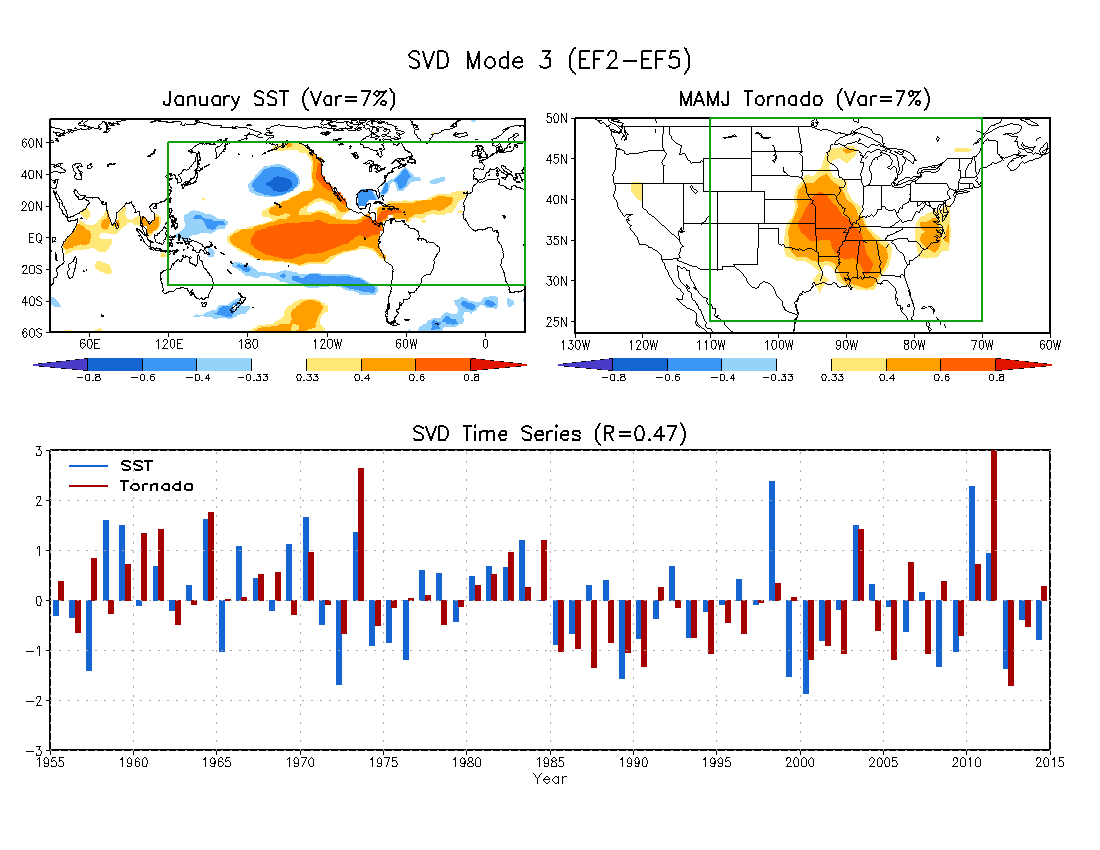 SVD Mode 3 (EF2-EF5)
January SST (Var=7%)
MAMJ Tornado (Var=7%)
60N
40N
20N
EQ
20S
40S
60S
60E 120E 180 120W 60W 0
-0.8 -0.6 -0.4 -0.33 0.33 0.4 0.6 0.8
50N
45N
40N
35N
30N
25N
130W 120W 110W 100W 90W 80W 70W 60W
-0.8 -0.6 -0.4 -0.33 0.33 0.4 0.6 0.8
SVD Time Series (R=0.47)
SST
Tornado
3
2
1
0
-1
-2
-3
1955 1960 1965 1970 1975 1980 1985 1990 1995 2000 2005 2010 2015
Year